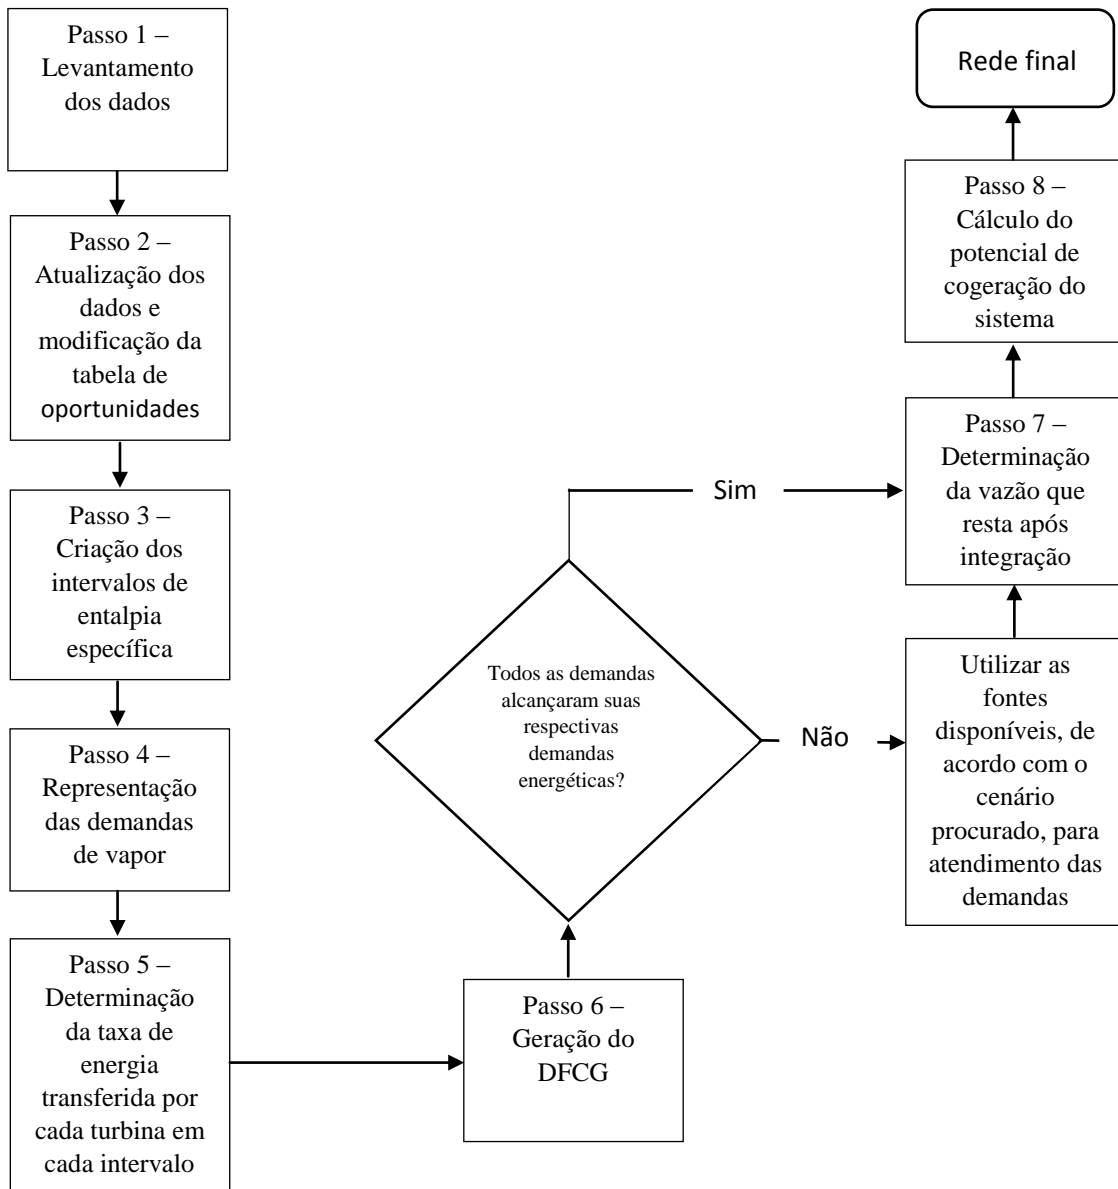 Passo 1 –
Levantamento
dos dados
Passo 2 –
Atualização dos
dados e
modificação da
tabela de
oportunidades
Passo 3 –
Criação dos
intervalos de
entalpia
específica
Passo 4 –
Representação
das demandas
de vapor
Passo 5 –
Determinação
da taxa de
energia
transferida por
cada turbina em
cada intervalo
Passo 6 –
Geração do
DFCG
Todos as demandas
alcançaram suas
respectivas
demandas
energéticas?
Sim
Não
Utilizar as
fontes
disponíveis, de
acordo com o
cenário
procurado, para
atendimento das
demandas
Passo 7 –
Determinação
da vazão que
resta após
integração
Passo 8 –
Cálculo do
potencial de
cogeração do
sistema
Rede final